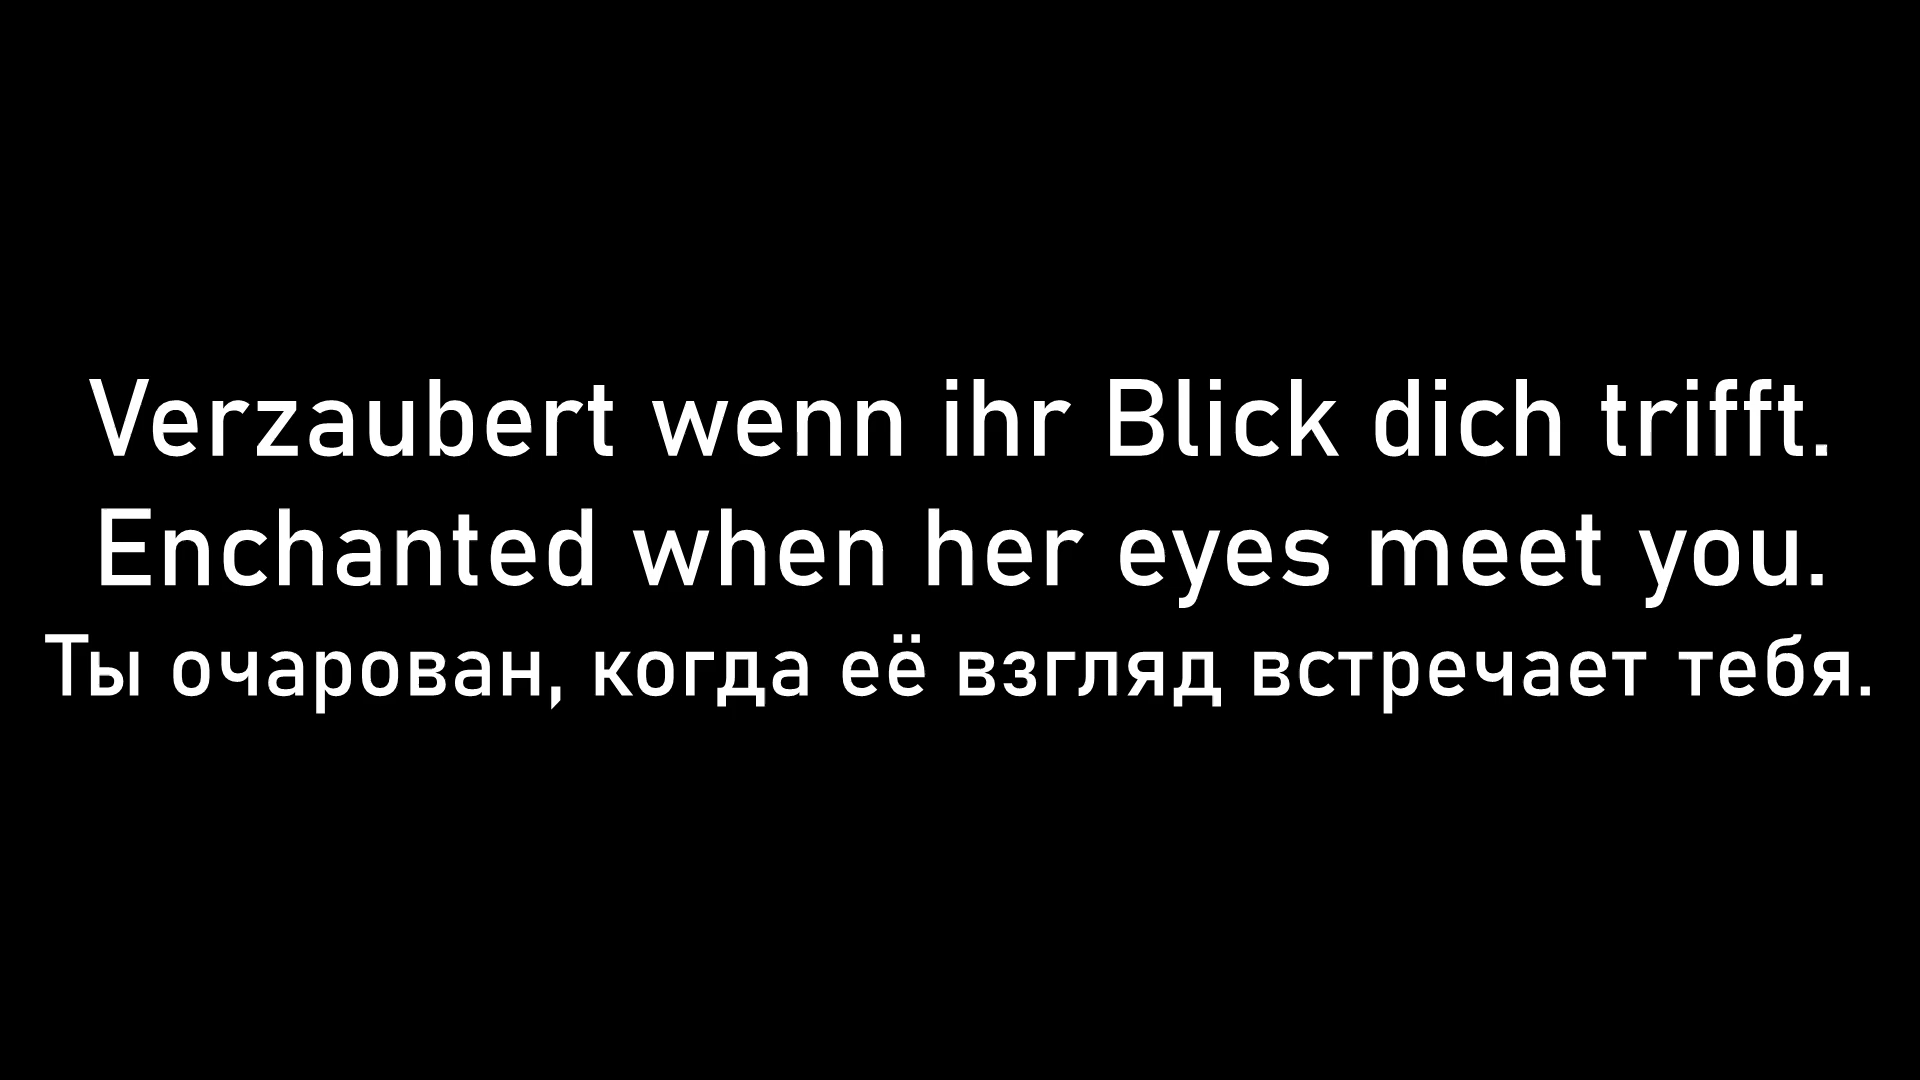 Verzaubert wenn ihr Blick dich trifft.
Enchanted when her eyes meet you.
Ты очарован, когда её взгляд встречает тебя.